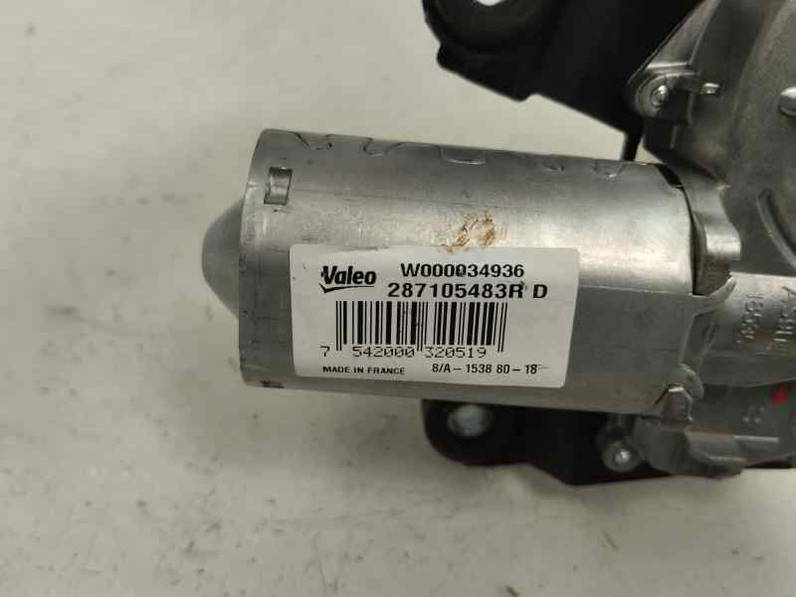 Valeo W000034936
287105483R D
7 542000 320519
MADE IN FRANCE 8/A - 1538 80 - 18